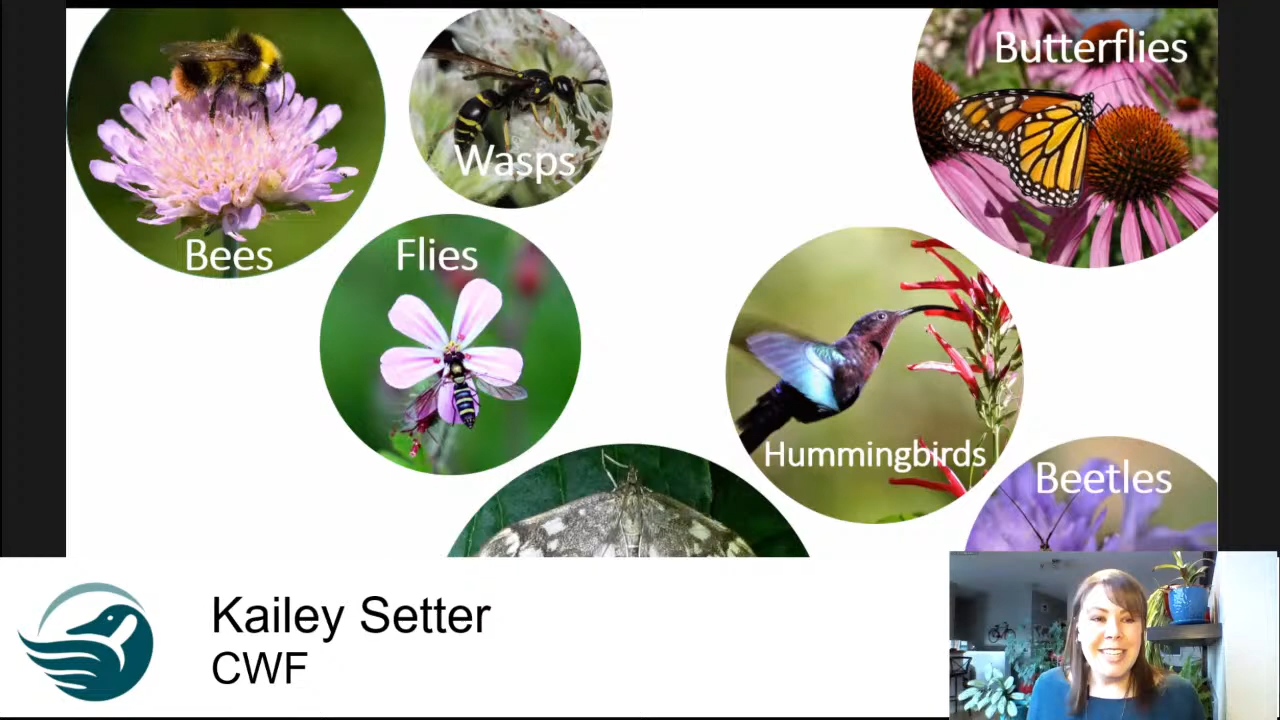 Butterflies
Wasps
Bees
Flies
Hummingbirds
Beetles
Kailey Setter
CWF